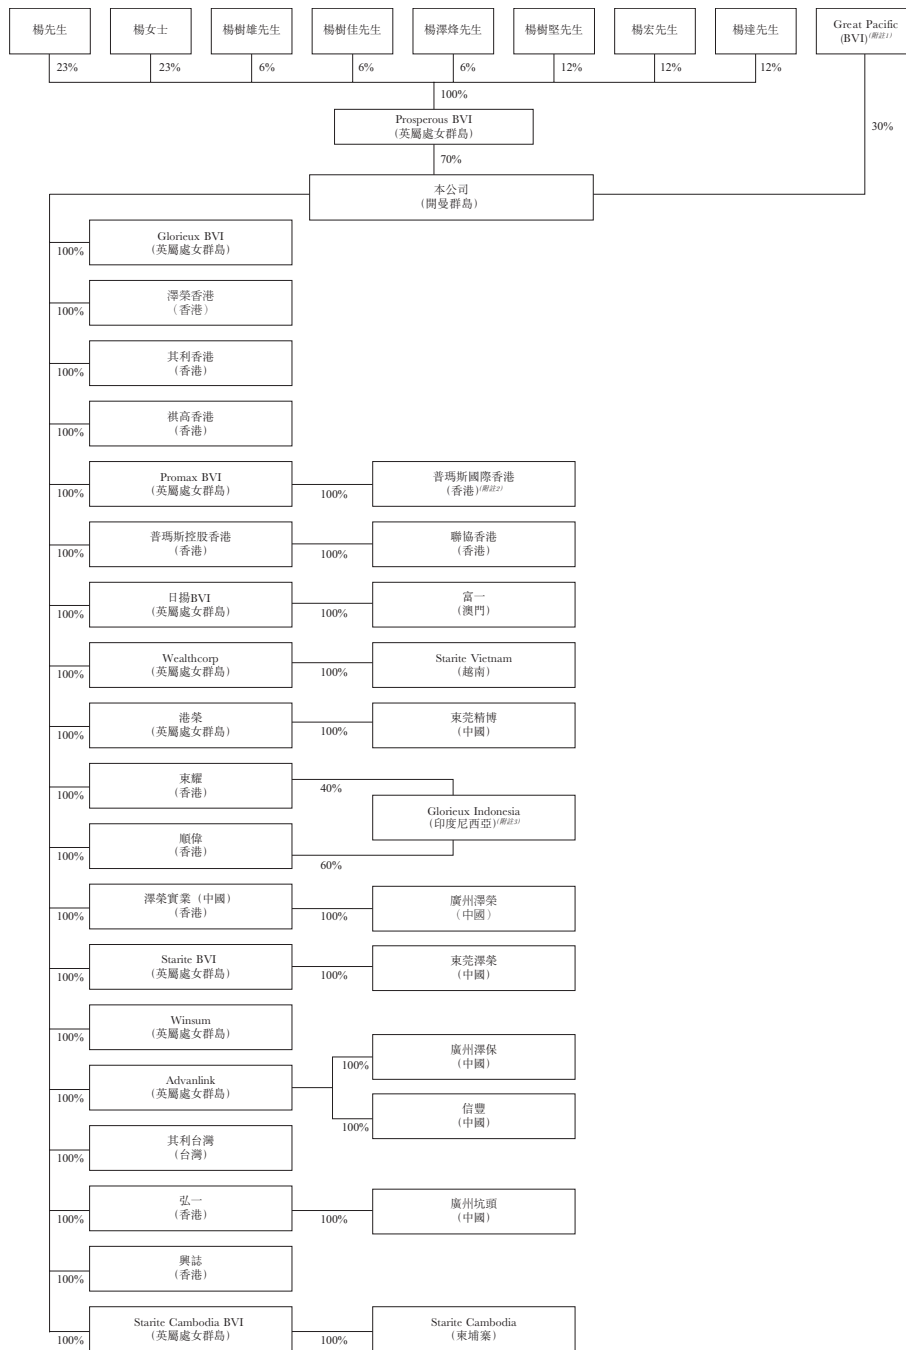 楊先生
楊女士
楊樹雄先生
楊樹佳先生
楊澤烽先生
楊樹堅先生
楊宏先生
楊達先生
Great Pacific
(BVI)(附註1)
23%
23%
6%
6%
6%
12%
12%
12%
100%
Prosperous BVI
(英屬處女群島)
30%
70%
本公司
(開曼群島)
Glorieux BVI
(英屬處女群島)
100%
澤榮香港
(香港)
100%
其利香港
(香港)
100%
祺高香港
(香港)
100%
Promax BVI
(英屬處女群島)
100%
100%
普瑪斯國際香港
(香港)(附註2)
普瑪斯控股香港
(香港)
100%
100%
聯協香港
(香港)
日揚BVI
(英屬處女群島)
100%
100%
富一
(澳門)
Wealthcorp
(英屬處女群島)
100%
100%
Starite Vietnam
(越南)
港榮
(英屬處女群島)
100%
100%
東莞精博
(中國)
東耀
(香港)
100%
40%
Glorieux Indonesia
(印度尼西亞)(附註3)
順偉
(香港)
100%
60%
澤榮實業(中國)
(香港)
100%
100%
廣州澤榮
(中國)
Starite BVI
(英屬處女群島)
100%
100%
東莞澤榮
(中國)
Winsum
(英屬處女群島)
100%
Advanlink
(英屬處女群島)
100%
100%
廣州澤保
(中國)
100%
信豐
(中國)
其利台灣
(台灣)
100%
弘一
(香港)
100%
100%
廣州坑頭
(中國)
興誌
(香港)
100%
Starite Cambodia BVI
(英屬處女群島)
100%
100%
Starite Cambodia
(柬埔寨)